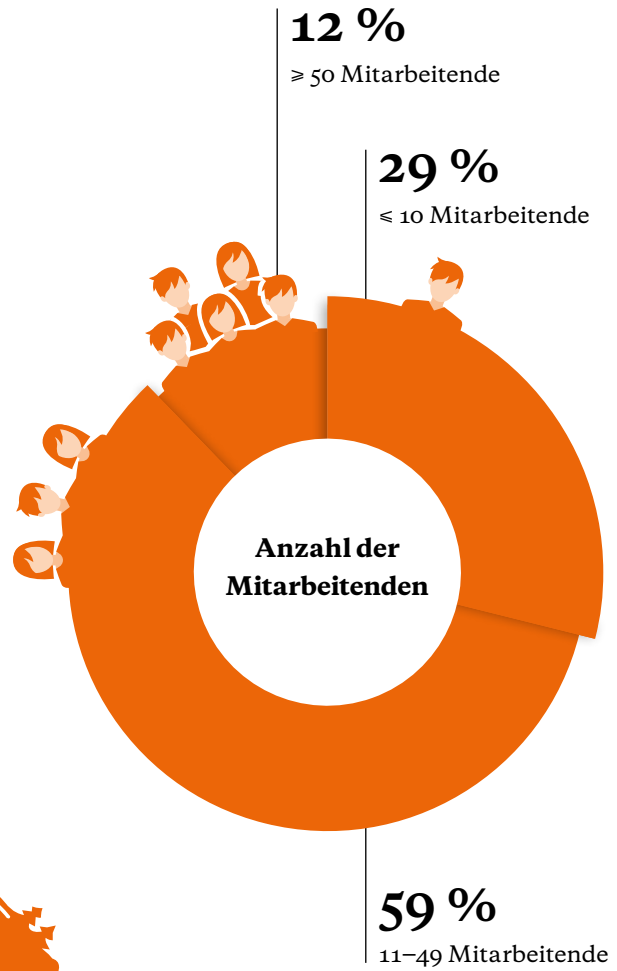 12 %
⩾ 50 Mitarbeitende
29 %
⩽ 10 Mitarbeitende
Anzahl der
Mitarbeitenden
59 %
11–49 Mitarbeitende